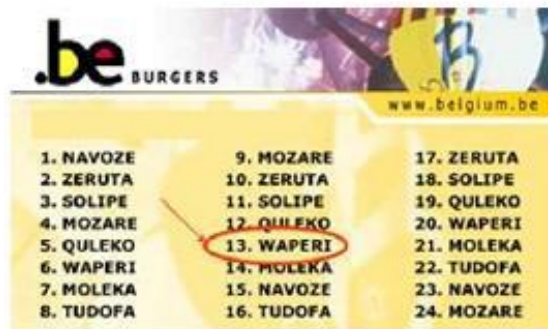 .be BURGERS
www.belgium.be
1. NAVOZE
2. ZERUTA
3. SOLIPE
4. MOZARE
5. QULEKO
6. WAPERI
7. MOLEKA
8. TUDOFA
9. MOZARE
10. ZERUTA
11. SOLIPE
12. QULEKO
13. WAPERI
14. MOLEKA
15. NAVOZE
16. TUDOFA
17. ZERUTA
18. SOLIPE
19. QULEKO
20. WAPERI
21. MOLEKA
22. TUDOFA
23. NAVOZE
24. MOZARE